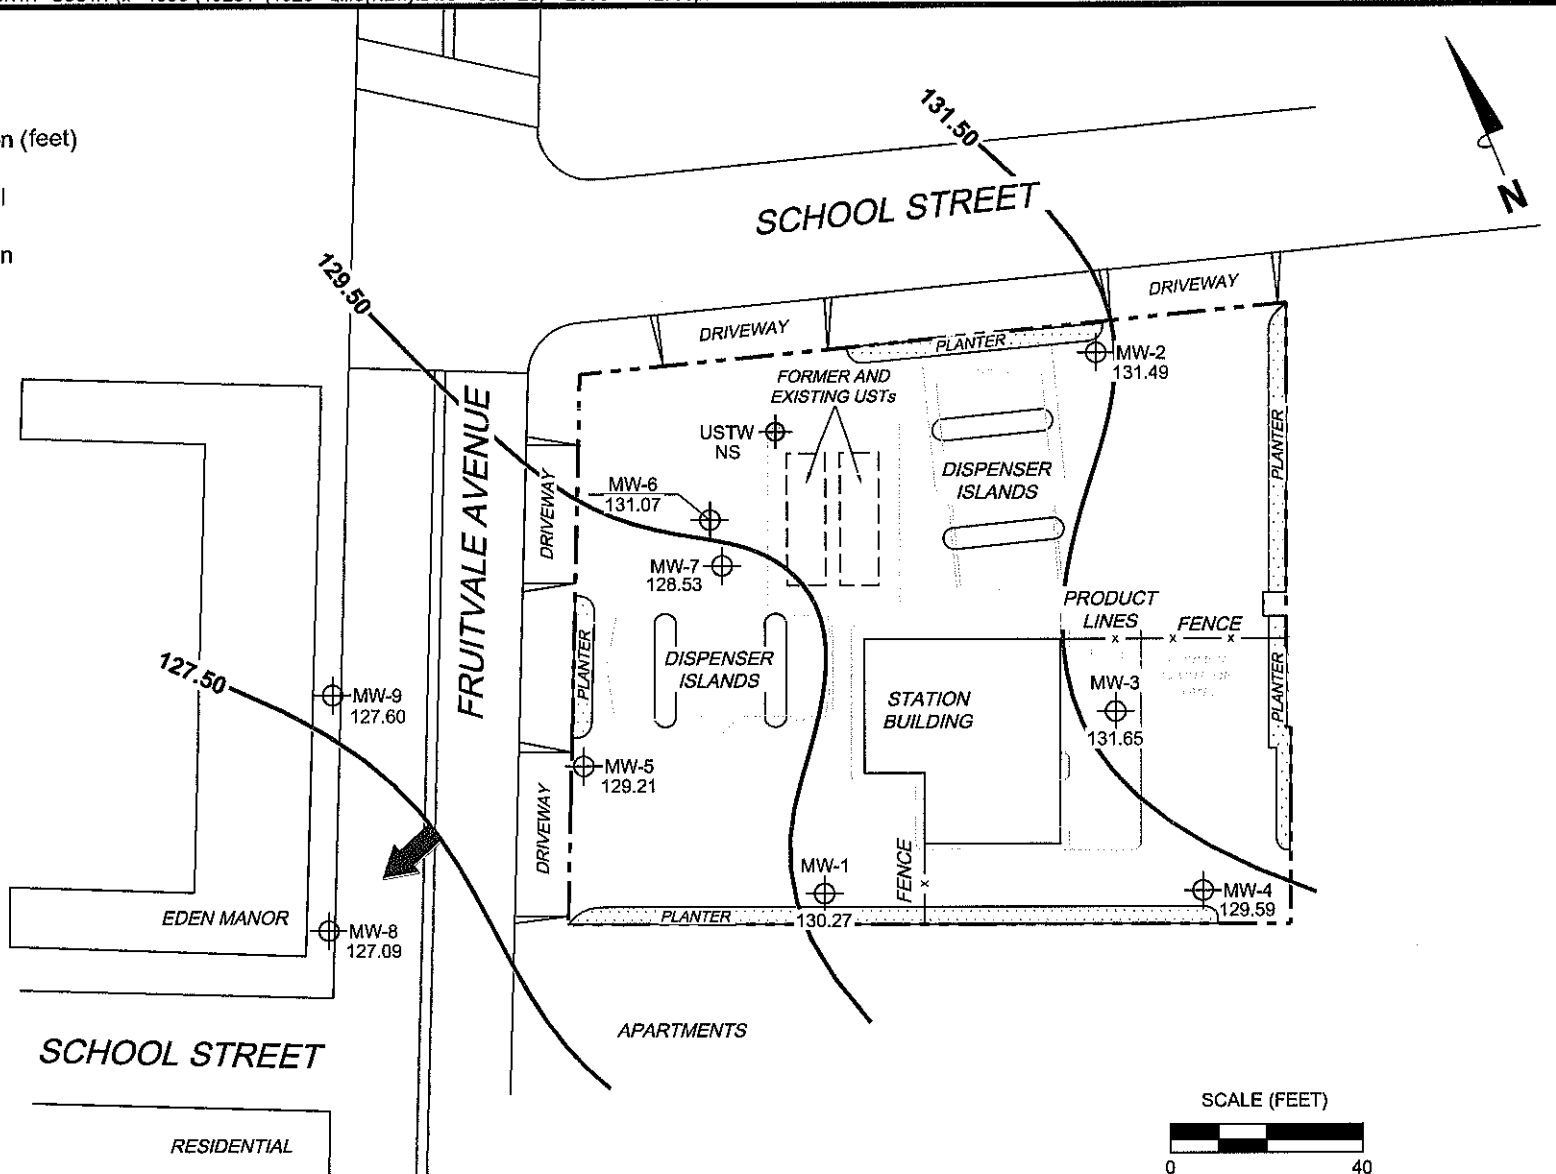 n (feet)
l
n
131.50
SCHOOL STREET
N
129.50
DRIVEWAY
DRIVEWAY
PLANTER
MW-2
131.49
FORMER AND
EXISTING USTs
USTW
NS
FRUITVALE AVENUE
DRIVEWAY
MW-6
131.07
DISPENSER
ISLANDS
PLANTER
MW-7
128.53
PRODUCT
LINES
FENCE
x x x
127.50
MW-9
127.60
PLANTER
DISPENSER
ISLANDS
STATION
BUILDING
MW-3
131.65
PLANTER
MW-5
129.21
DRIVEWAY
MW-1
130.27
FENCE
x
MW-4
129.59
PLANTER
EDEN MANOR
MW-8
127.09
APARTMENTS
SCHOOL STREET
RESIDENTIAL
SCALE (FEET)
0 40